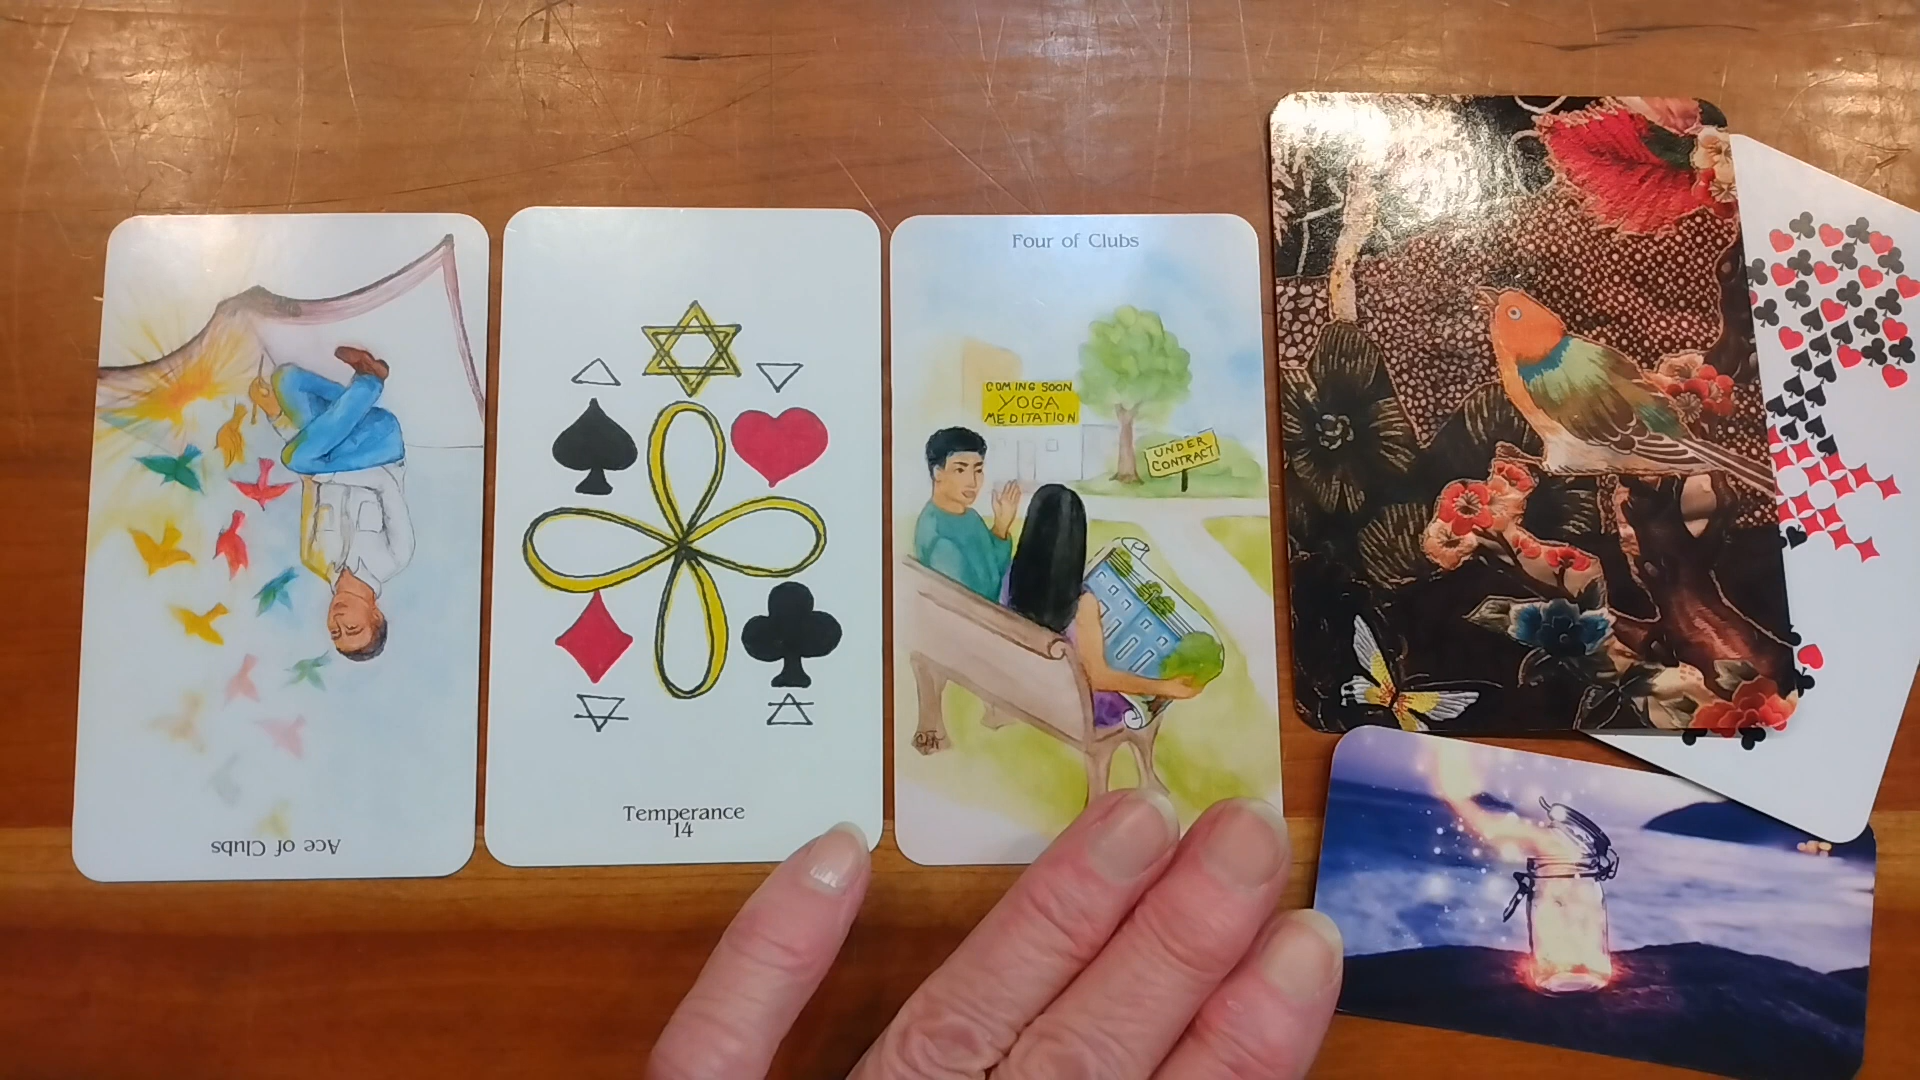 Ace of Clubs
Temperance
14
Four of Clubs
COMING SOON
YOGA
MEDITATION
UNDER
CONTRACT